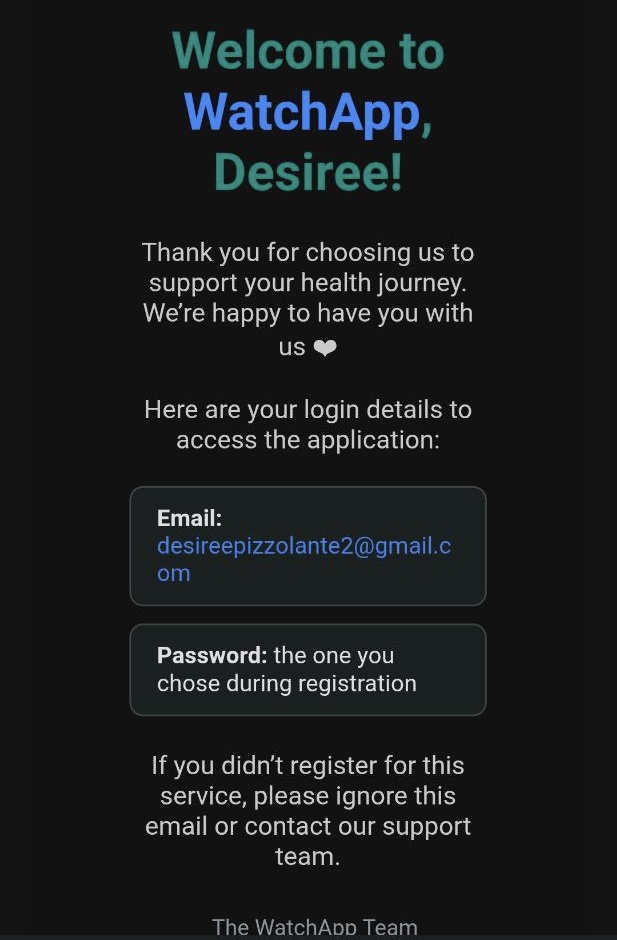 Welcome to
WatchApp,
Desiree!
Thank you for choosing us to
support your health journey.
We’re happy to have you with
us ❤
Here are your login details to
access the application:
Email:
desireepizzolante2@gmail.c
om
Password: the one you
chose during registration
If you didn’t register for this
service, please ignore this
email or contact our support
team.
The WatchApp Team